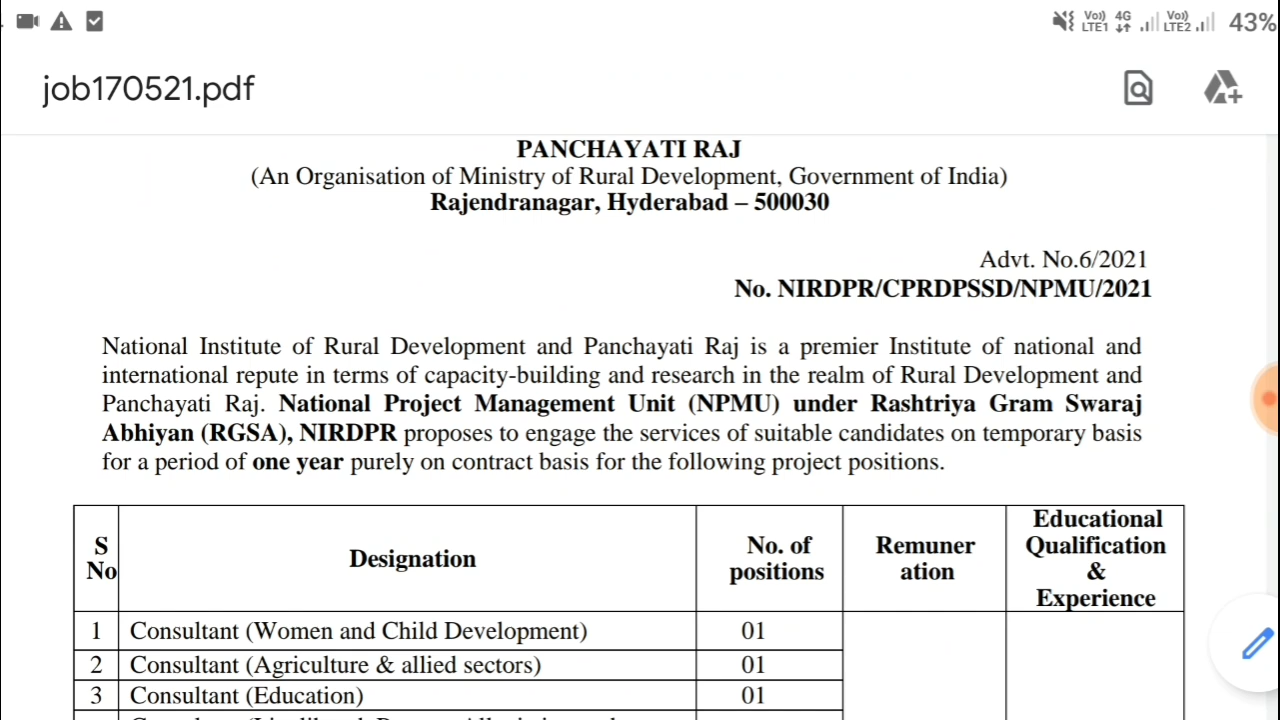 Vo)) 4G Vo))
LTE1 LTE2 43%
job170521.pdf
PANCHAYATI RAJ
(An Organisation of Ministry of Rural Development, Government of India)
Rajendranagar, Hyderabad – 500030
Advt. No.6/2021
No. NIRDPR/CPRDPSSD/NPMU/2021
National Institute of Rural Development and Panchayati Raj is a premier Institute of national and
international repute in terms of capacity-building and research in the realm of Rural Development and
Panchayati Raj. National Project Management Unit (NPMU) under Rashtriya Gram Swaraj
Abhiyan (RGSA), NIRDPR proposes to engage the services of suitable candidates on temporary basis
for a period of one year purely on contract basis for the following project positions.
S
No
Designation
No. of
positions
Remuner
ation
Educational
Qualification
&
Experience
1 Consultant (Women and Child Development) 01
2 Consultant (Agriculture & allied sectors) 01
3 Consultant (Education) 01